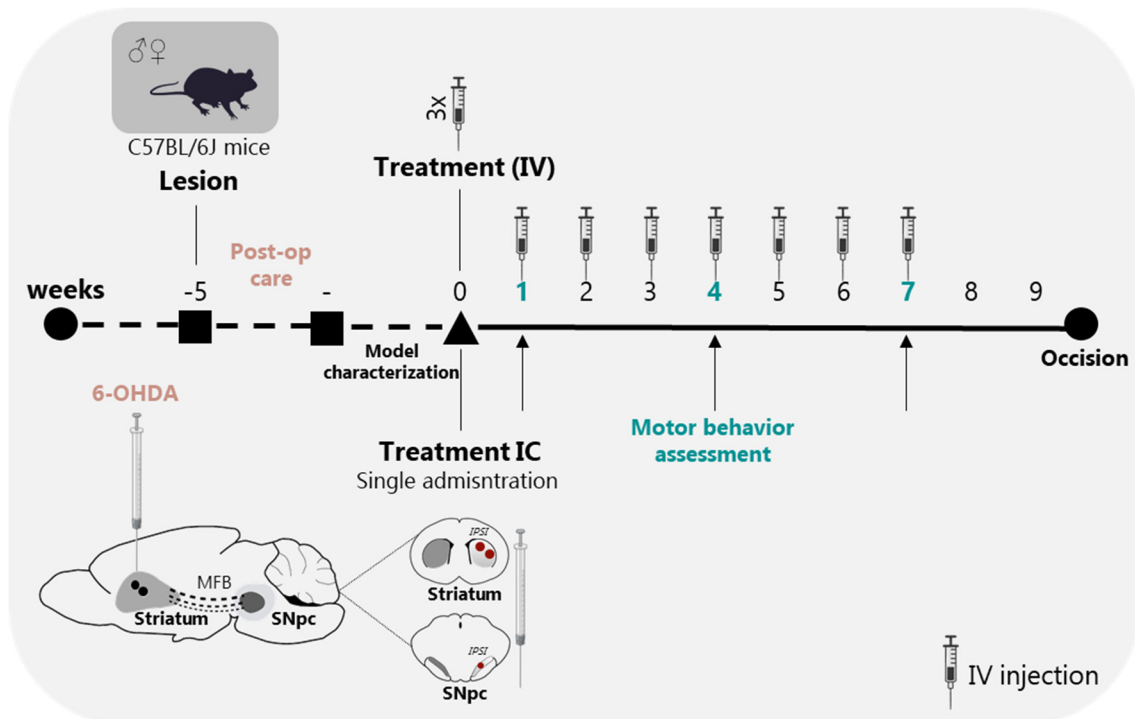 ♂♀
C57BL/6J mice
Lesion
3x
Treatment (IV)
Post-op
care
weeks
-5
-
0
1
2
3
4
5
6
7
8
9
Model
characterization
Occision
6-OHDA
Treatment IC
Single admisntration
Motor behavior
assessment
MFB
Striatum
SNpc
IPSI
Striatum
IPSI
SNpc
IV injection